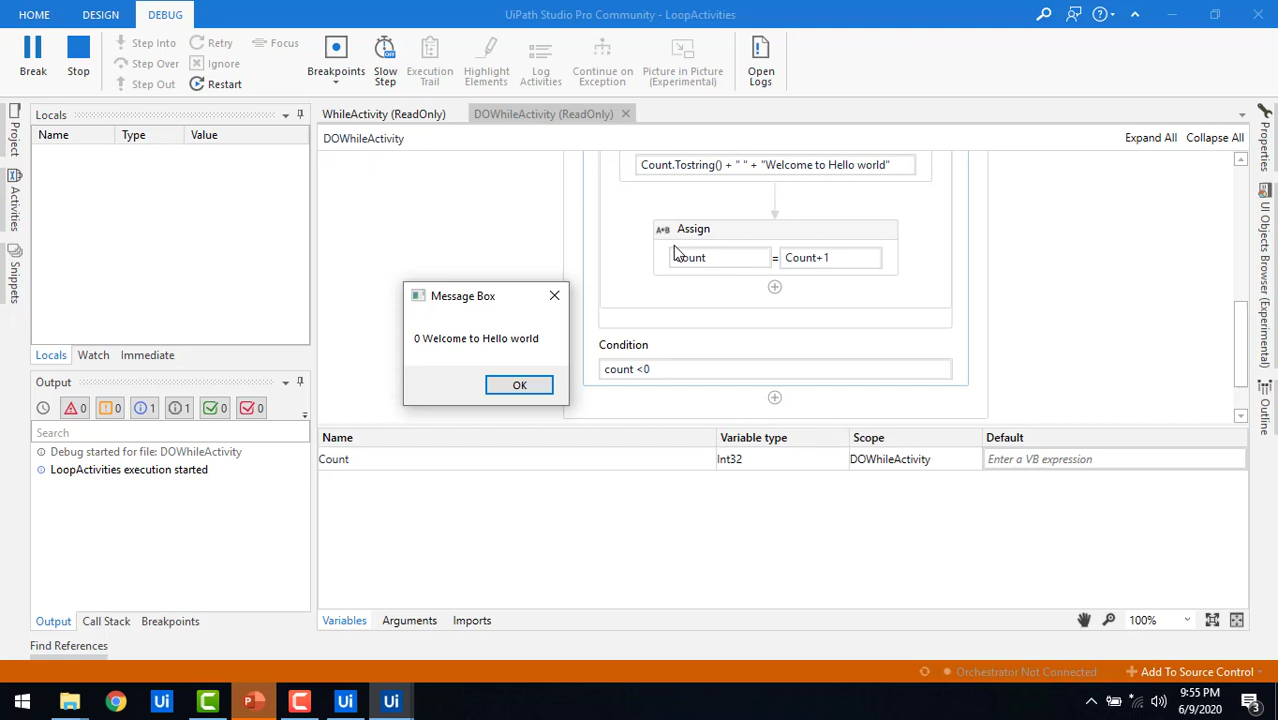 HOME
DESIGN
DEBUG
UiPath Studio Pro Community - LoopActivities
Break
Stop
Step Into
Step Over
Step Out
Retry
Ignore
Restart
Focus
Breakpoints
Slow Step
Execution Trail
Highlight Elements
Log Activities
Continue on Exception
Picture in Picture (Experimental)
Open Logs
Project
Activities
Snippets
Locals
Name Type Value
Locals Watch Immediate
Output
0 0 1 1 0 0
Search
Debug started for file: DOWhileActivity
LoopActivities execution started
Output Call Stack Breakpoints
Find References
WhileActivity (ReadOnly)
DOWhileActivity (ReadOnly)
DOWhileActivity
Expand All Collapse All
Count.Tostring() + " " + "Welcome to Hello world"
A+B Assign
= Count+1
Message Box
0 Welcome to Hello world
OK
Condition
count <0
Name Variable type Scope Default
Count Int32 DOWhileActivity Enter a VB expression
Variables Arguments Imports
100%
Properties
UI Objects Browser (Experimental)
Outline
Orchestrator Not Connected
Add To Source Control
Ui
Ui
Ui
9:55 PM
6/9/2020
3